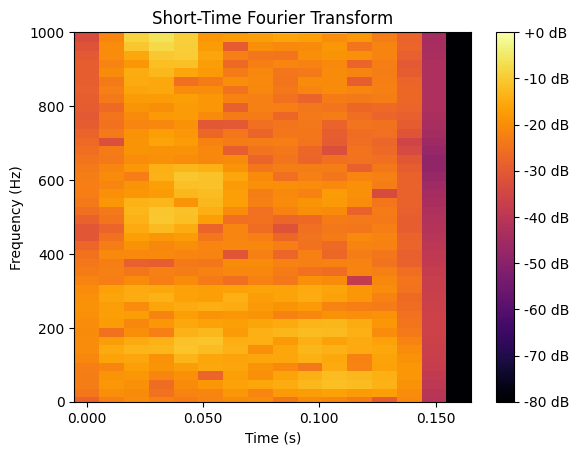 Short-Time Fourier Transform
1000
800
600
400
200
0
Frequency (Hz)
0.000
0.050
0.100
0.150
Time (s)
+0 dB
-10 dB
-20 dB
-30 dB
-40 dB
-50 dB
-60 dB
-70 dB
-80 dB